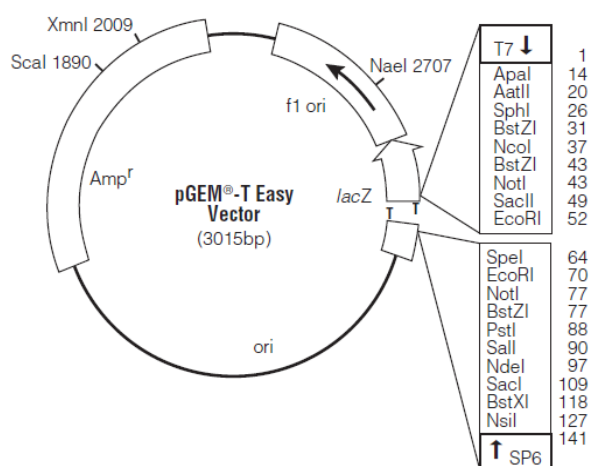 XmnI 2009
ScaI 1890
NaeI 2707
f1 ori
Ampr
pGEM®-T Easy
Vector
(3015bp)
lacZ
T T
ori
T7 ↓
1
ApaI 14
AatII 20
SphI 26
BstZI 31
NcoI 37
BstZI 43
NotI 43
SacII 49
EcoRI 52
SpeI 64
EcoRI 70
NotI 77
BstZI 77
PstI 88
SalI 90
NdeI 97
SacI 109
BstXI 118
NsiI 127
141
↑ SP6